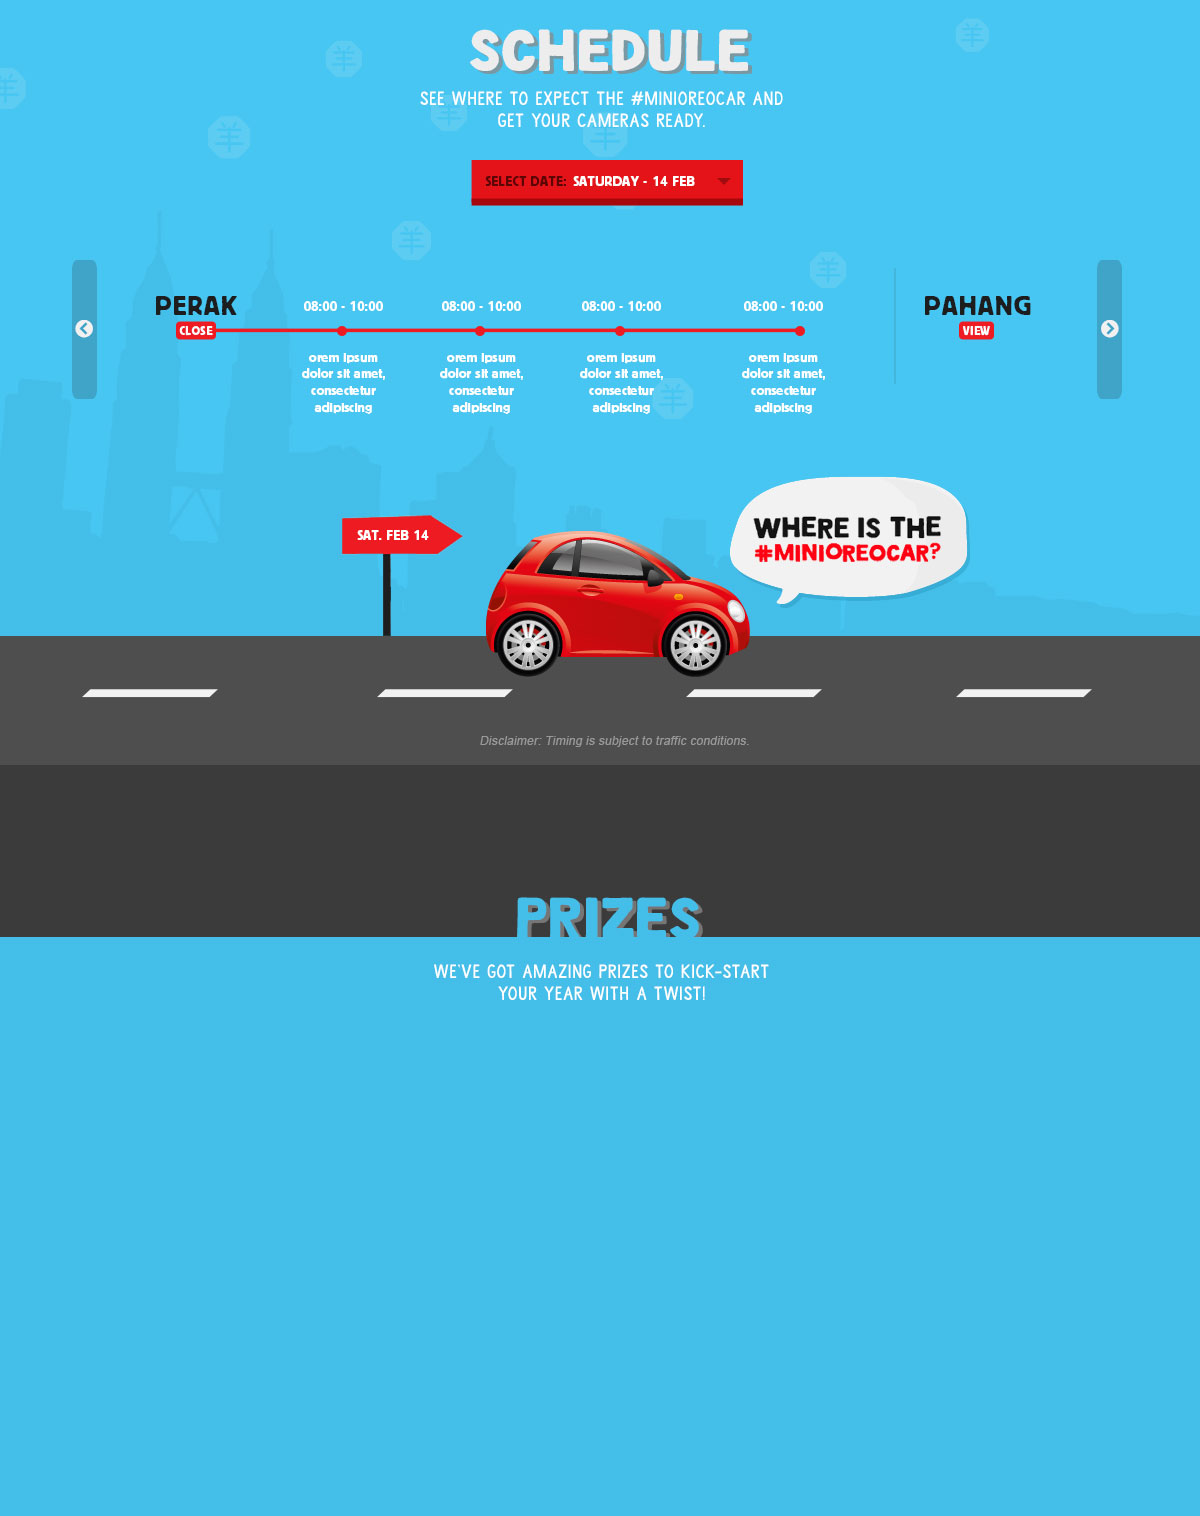 SCHEDULE
SEE WHERE TO EXPECT THE #MINIOREOCAR AND
GET YOUR CAMERAS READY.
SELECT DATE: SATURDAY - 14 FEB
PERAK
CLOSE
08:00 - 10:00
orem ipsum
dolor sit amet,
consectetur
adipiscing
08:00 - 10:00
orem ipsum
dolor sit amet,
consectetur
adipiscing
08:00 - 10:00
orem ipsum
dolor sit amet,
consectetur
adipiscing
08:00 - 10:00
orem ipsum
dolor sit amet,
consectetur
adipiscing
PAHANG
VIEW
SAT. FEB 14
WHERE IS THE
#MINIOREOCAR?
Disclaimer: Timing is subject to traffic conditions.
PRIZES
WE'VE GOT AMAZING PRIZES TO KICK-START
YOUR YEAR WITH A TWIST!